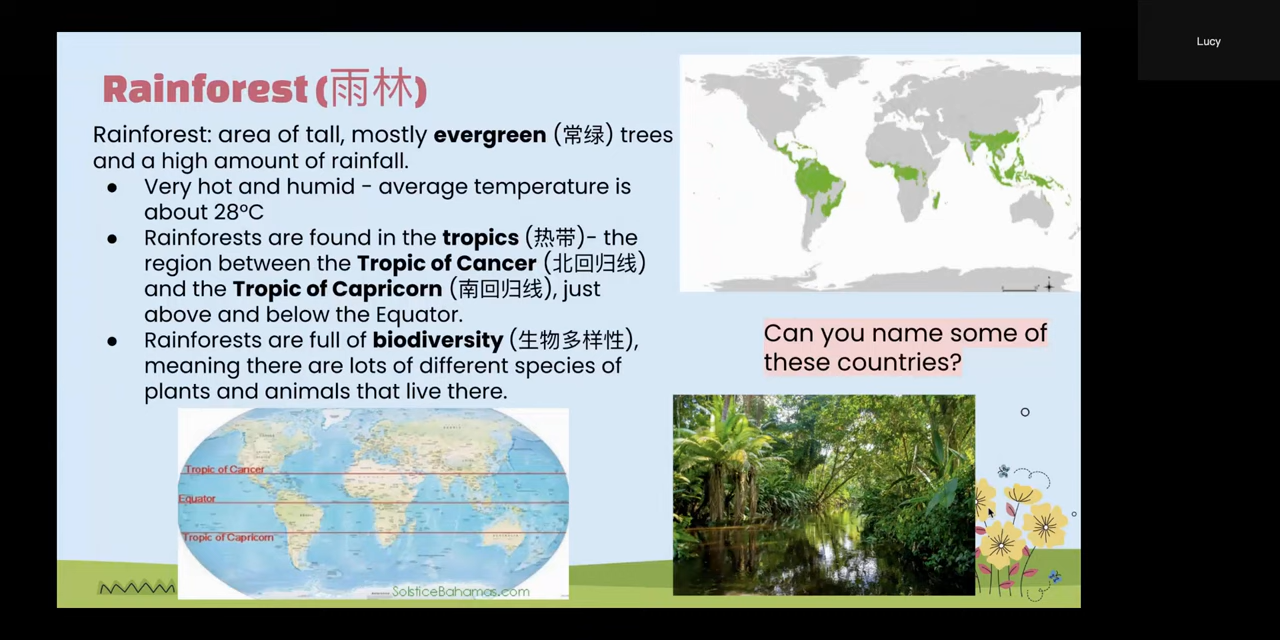 Lucy
Rainforest (雨林)
Rainforest: area of tall, mostly evergreen (常绿) trees
and a high amount of rainfall.
● Very hot and humid - average temperature is
about 28°C
● Rainforests are found in the tropics (热带)- the
region between the Tropic of Cancer (北回归线)
and the Tropic of Capricorn (南回归线), just
above and below the Equator.
● Rainforests are full of biodiversity (生物多样性),
meaning there are lots of different species of
plants and animals that live there.
Can you name some of
these countries?
Tropic of Cancer
Equator
Tropic of Capricorn
SolsticeBahamas.com